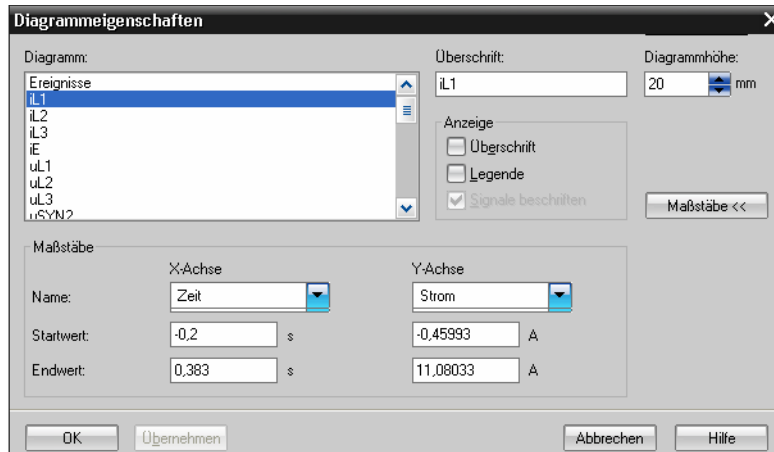 Diagrammeigenschaften
Diagramm:
Überschrift:
Diagrammhöhe:
Ereignisse
iL1
iL2
iL3
iE
uL1
uL2
uL3
uSYN2
iL1
20 mm
Anzeige
Überschrift
Legende
Signale beschriften
Maßstäbe <<
Maßstäbe
X-Achse
Y-Achse
Name:
Zeit
Strom
Startwert:
-0,2 s
-0,45993 A
Endwert:
0,383 s
11,08033 A
OK
Übernehmen
Abbrechen
Hilfe